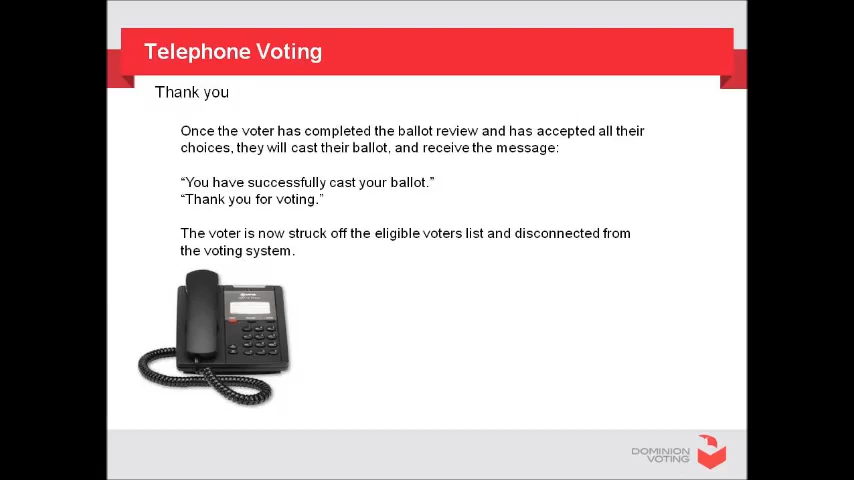 Telephone Voting
Thank you
Once the voter has completed the ballot review and has accepted all their
choices, they will cast their ballot, and receive the message:
“You have successfully cast your ballot.”
“Thank you for voting.”
The voter is now struck off the eligible voters list and disconnected from
the voting system.
DOMINION
VOTING